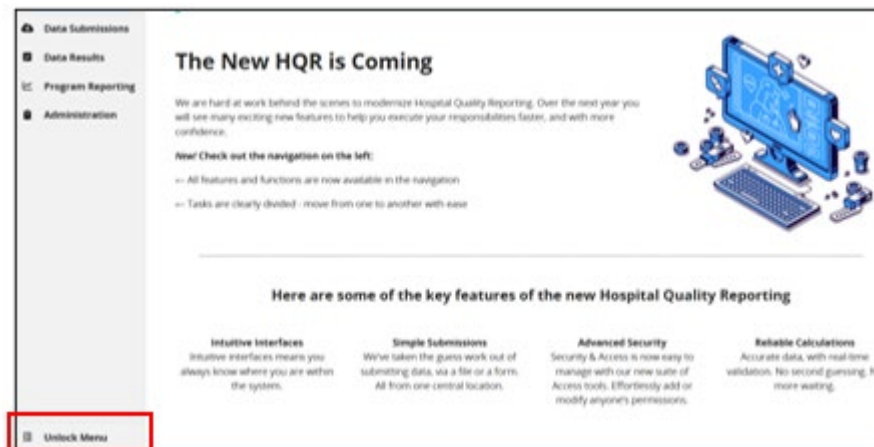 Data Submissions
Data Results
Program Reporting
Administration
The New HQR is Coming
We are hard at work behind the scenes to modernize Hospital Quality Reporting. Over the next year you
will see many exciting new features to help you execute your responsibilities faster, and with more
confidence.
New! Check out the navigation on the left:
← All features and functions are now available in the navigation
← Tasks are clearly divided - move from one to another with ease
Here are some of the key features of the new Hospital Quality Reporting
Intuitive Interfaces
Intuitive interfaces means you
always know where you are within
the system.
Simple Submissions
We've taken the guess work out of
submitting data, via a file or a form.
All from one central location.
Advanced Security
Security & Access is now easy to
manage with our new suite of
Access tools. Effortlessly add or
modify anyone's permissions.
Reliable Calculations
Accurate data, with real-time
validation. No second guessing.
more waiting.
Unlock Menu